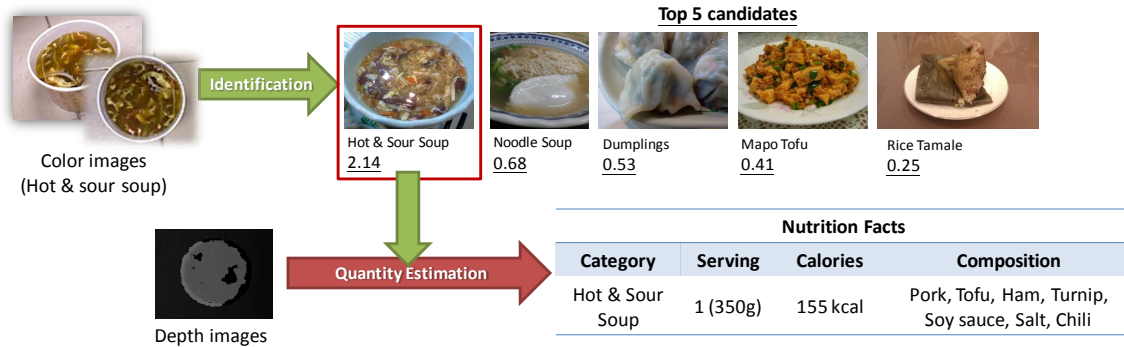 Top 5 candidates
Identification
Hot & Sour Soup
2.14
Noodle Soup
0.68
Dumplings
0.53
Mapo Tofu
0.41
Rice Tamale
0.25
Color images
(Hot & sour soup)
Depth images
Quantity Estimation
Nutrition Facts
Category Serving Calories Composition
Hot & Sour
Soup
1 (350g)
155 kcal
Pork, Tofu, Ham, Turnip,
Soy sauce, Salt, Chili